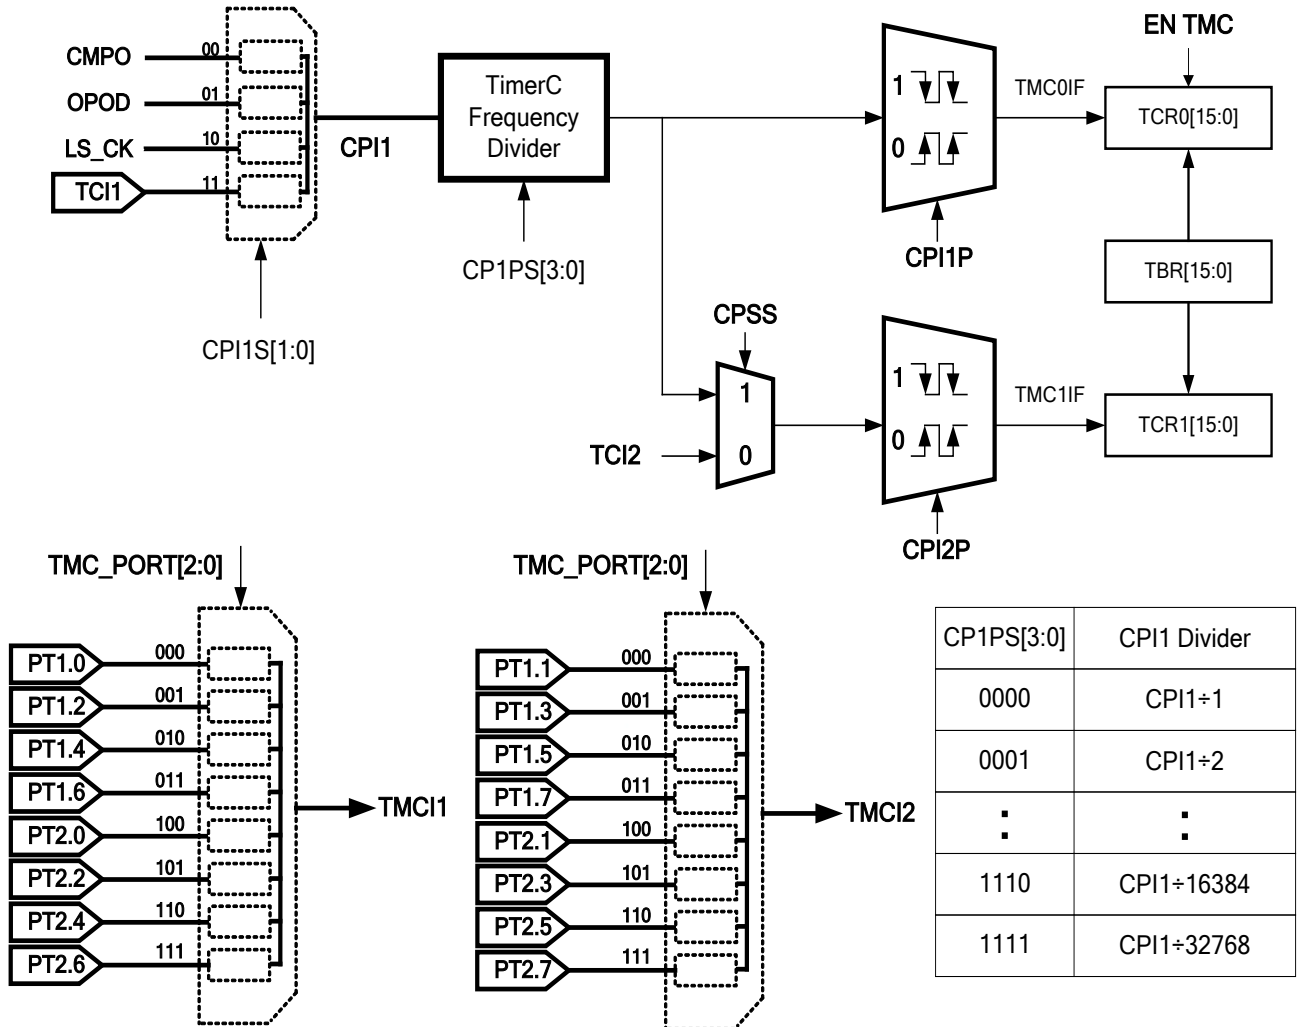 EN TMC
CMPO 00
OPOD 01
LS_CK 10
TCI1 11
CPI1
TimerC
Frequency
Divider
CP1PS[3:0]
CPI1S[1:0]
1
0
CPI1P
TMC0IF
TCR0[15:0]
TBR[15:0]
CPSS
1
0
TCI2
1
0
CPI2P
TMC1IF
TCR1[15:0]
TMC_PORT[2:0]
PT1.0 000
PT1.2 001
PT1.4 010
PT1.6 011
PT2.0 100
PT2.2 101
PT2.4 110
PT2.6 111
TMCI1
TMC_PORT[2:0]
PT1.1 000
PT1.3 001
PT1.5 010
PT1.7 011
PT2.1 100
PT2.3 101
PT2.5 110
PT2.7 111
TMCI2
CP1PS[3:0] CPI1 Divider
0000 CPI1÷1
0001 CPI1÷2
: :
1110 CPI1÷16384
1111 CPI1÷32768